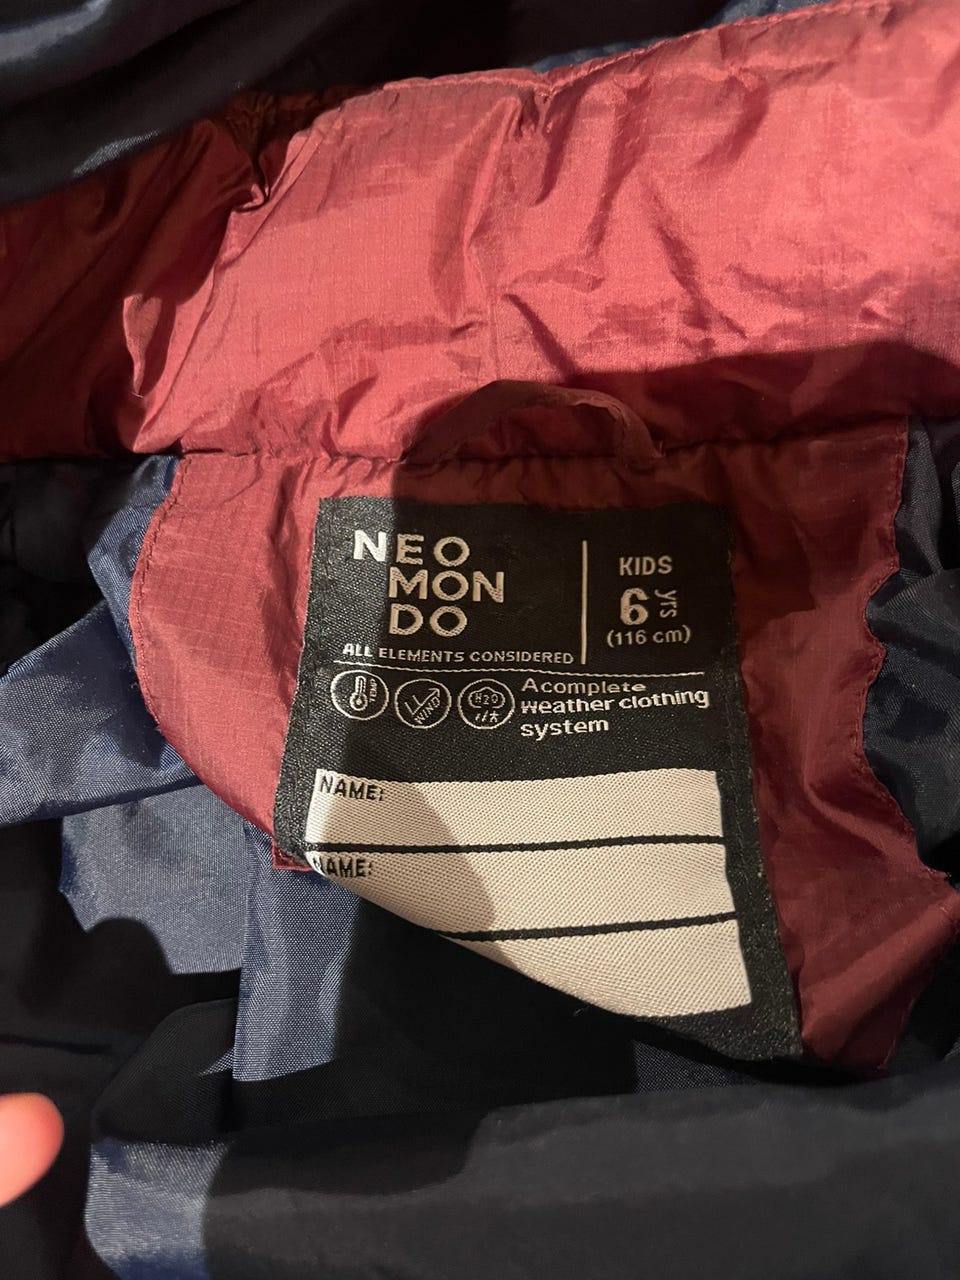 NEO
MON
DO
ALL ELEMENTS CONSIDERED
KIDS
6 yrs
(116 cm)
TEMP
WIND
H2O
A complete
weather clothing
system
NAME:
NAME: